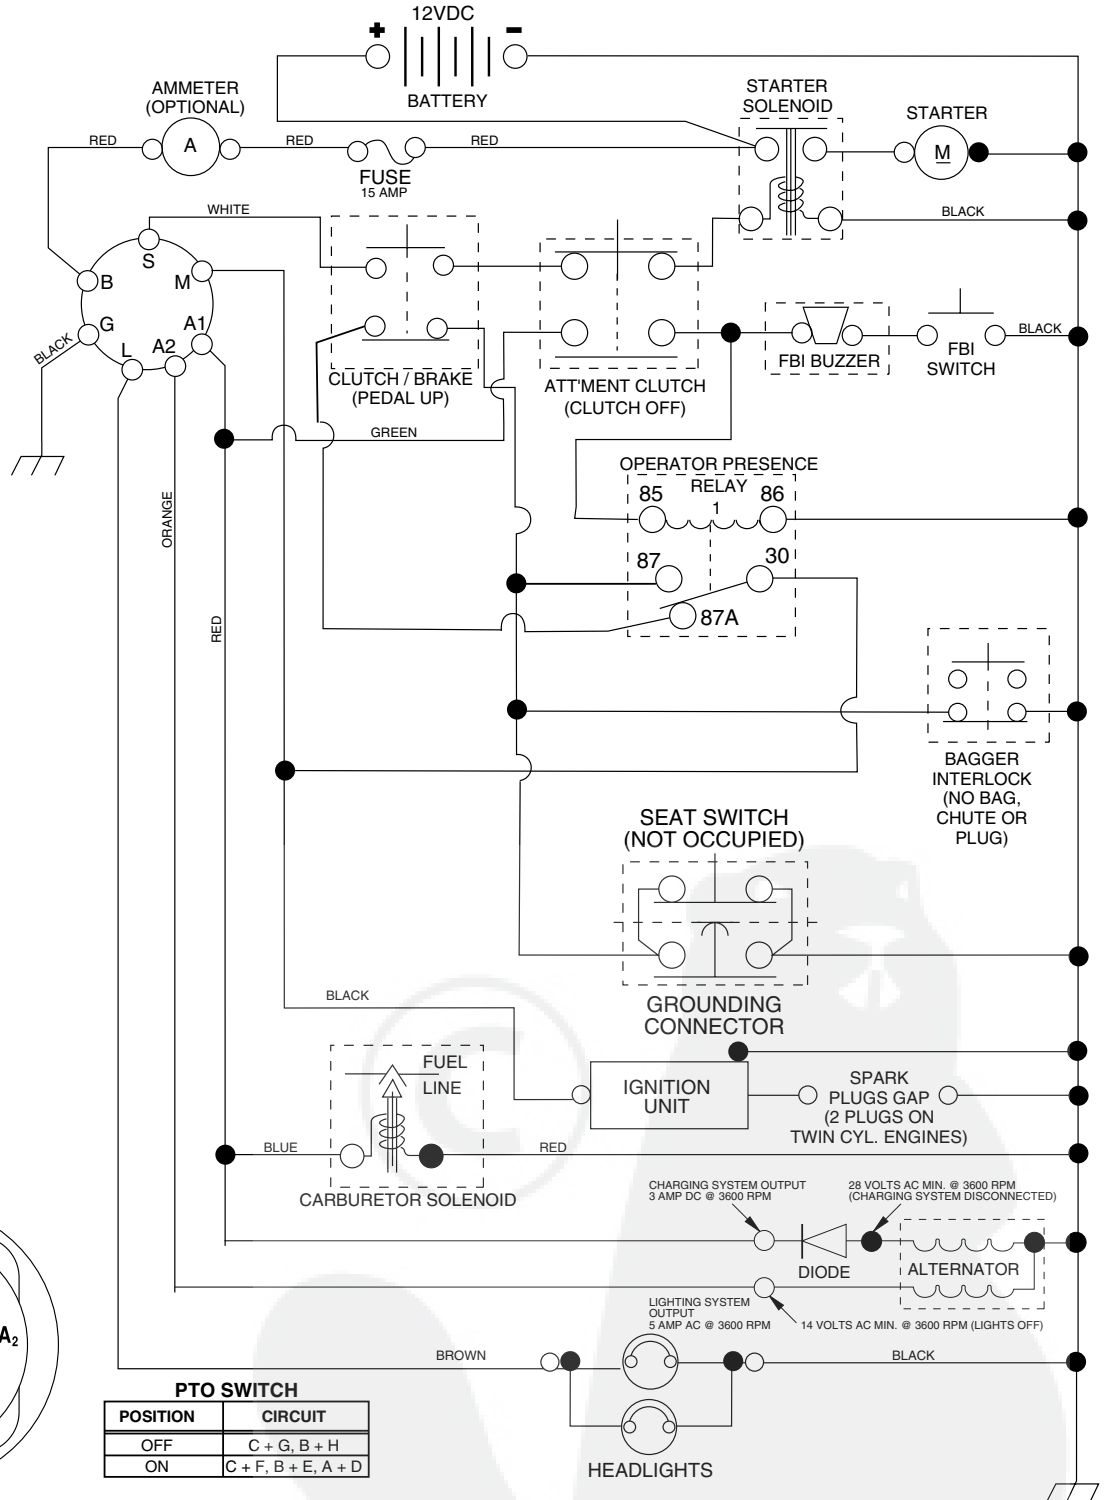 12VDC
+ -
BATTERY
AMMETER
(OPTIONAL)
STARTER
SOLENOID
STARTER
RED
A
RED
RED
M
FUSE
15 AMP
WHITE
BLACK
S
B
M
G
A1
L
A2
BLACK
CLUTCH / BRAKE
(PEDAL UP)
ATT'MENT CLUTCH
(CLUTCH OFF)
FBI BUZZER
FBI
SWITCH
BLACK
GREEN
OPERATOR PRESENCE
RELAY
1
85
86
87
30
87A
ORANGE
RED
BAGGER
INTERLOCK
(NO BAG,
CHUTE OR
PLUG)
SEAT SWITCH
(NOT OCCUPIED)
GROUNDING
CONNECTOR
BLACK
FUEL
LINE
IGNITION
UNIT
SPARK
PLUGS GAP
(2 PLUGS ON
TWIN CYL. ENGINES)
BLUE
RED
CARBURETOR SOLENOID
CHARGING SYSTEM OUTPUT
3 AMP DC @ 3600 RPM
28 VOLTS AC MIN. @ 3600 RPM
(CHARGING SYSTEM DISCONNECTED)
DIODE
ALTERNATOR
LIGHTING SYSTEM
OUTPUT
5 AMP AC @ 3600 RPM
14 VOLTS AC MIN. @ 3600 RPM (LIGHTS OFF)
A2
BROWN
BLACK
HEADLIGHTS
PTO SWITCH
POSITION CIRCUIT
OFF C + G, B + H
ON C + F, B + E, A + D
©